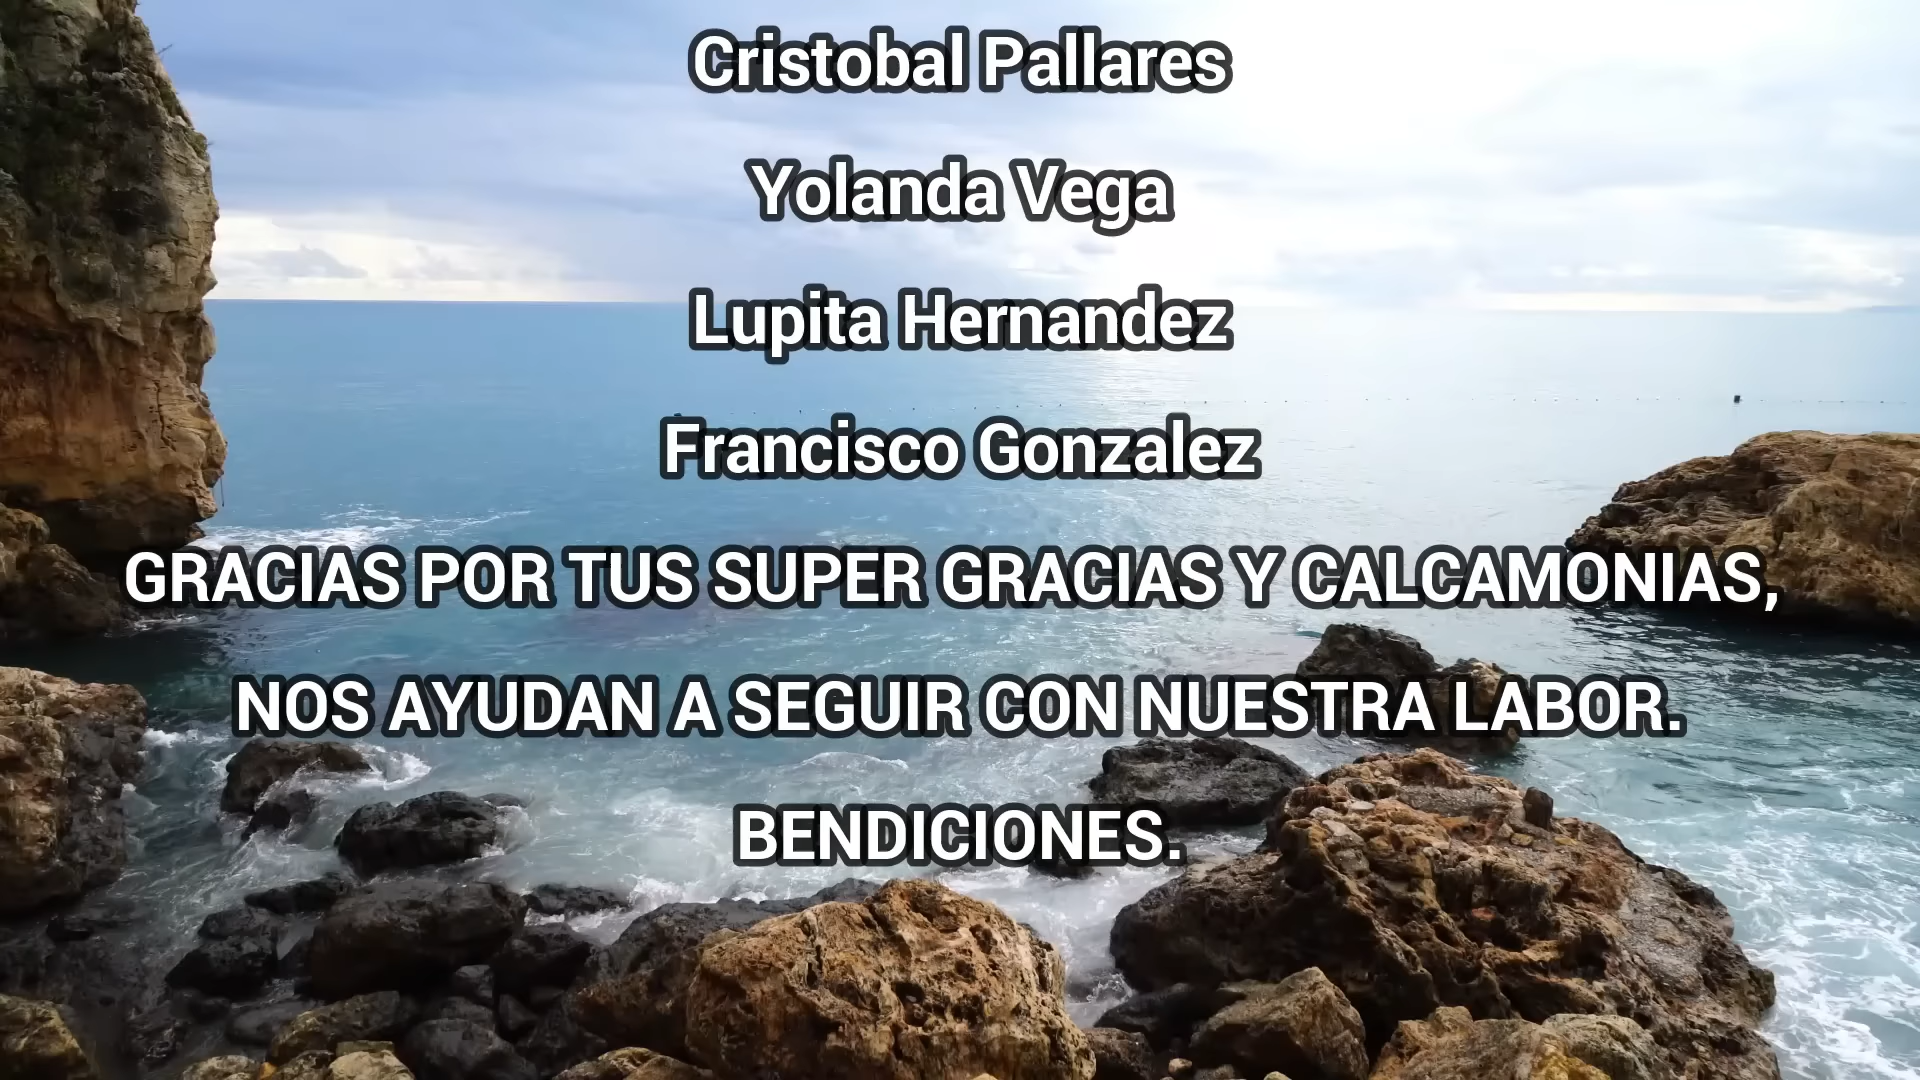 Cristobal Pallares
Yolanda Vega
Lupita Hernandez
Francisco Gonzalez
GRACIAS POR TUS SUPER GRACIAS Y CALCAMONIAS,
NOS AYUDAN A SEGUIR CON NUESTRA LABOR.
BENDICIONES.